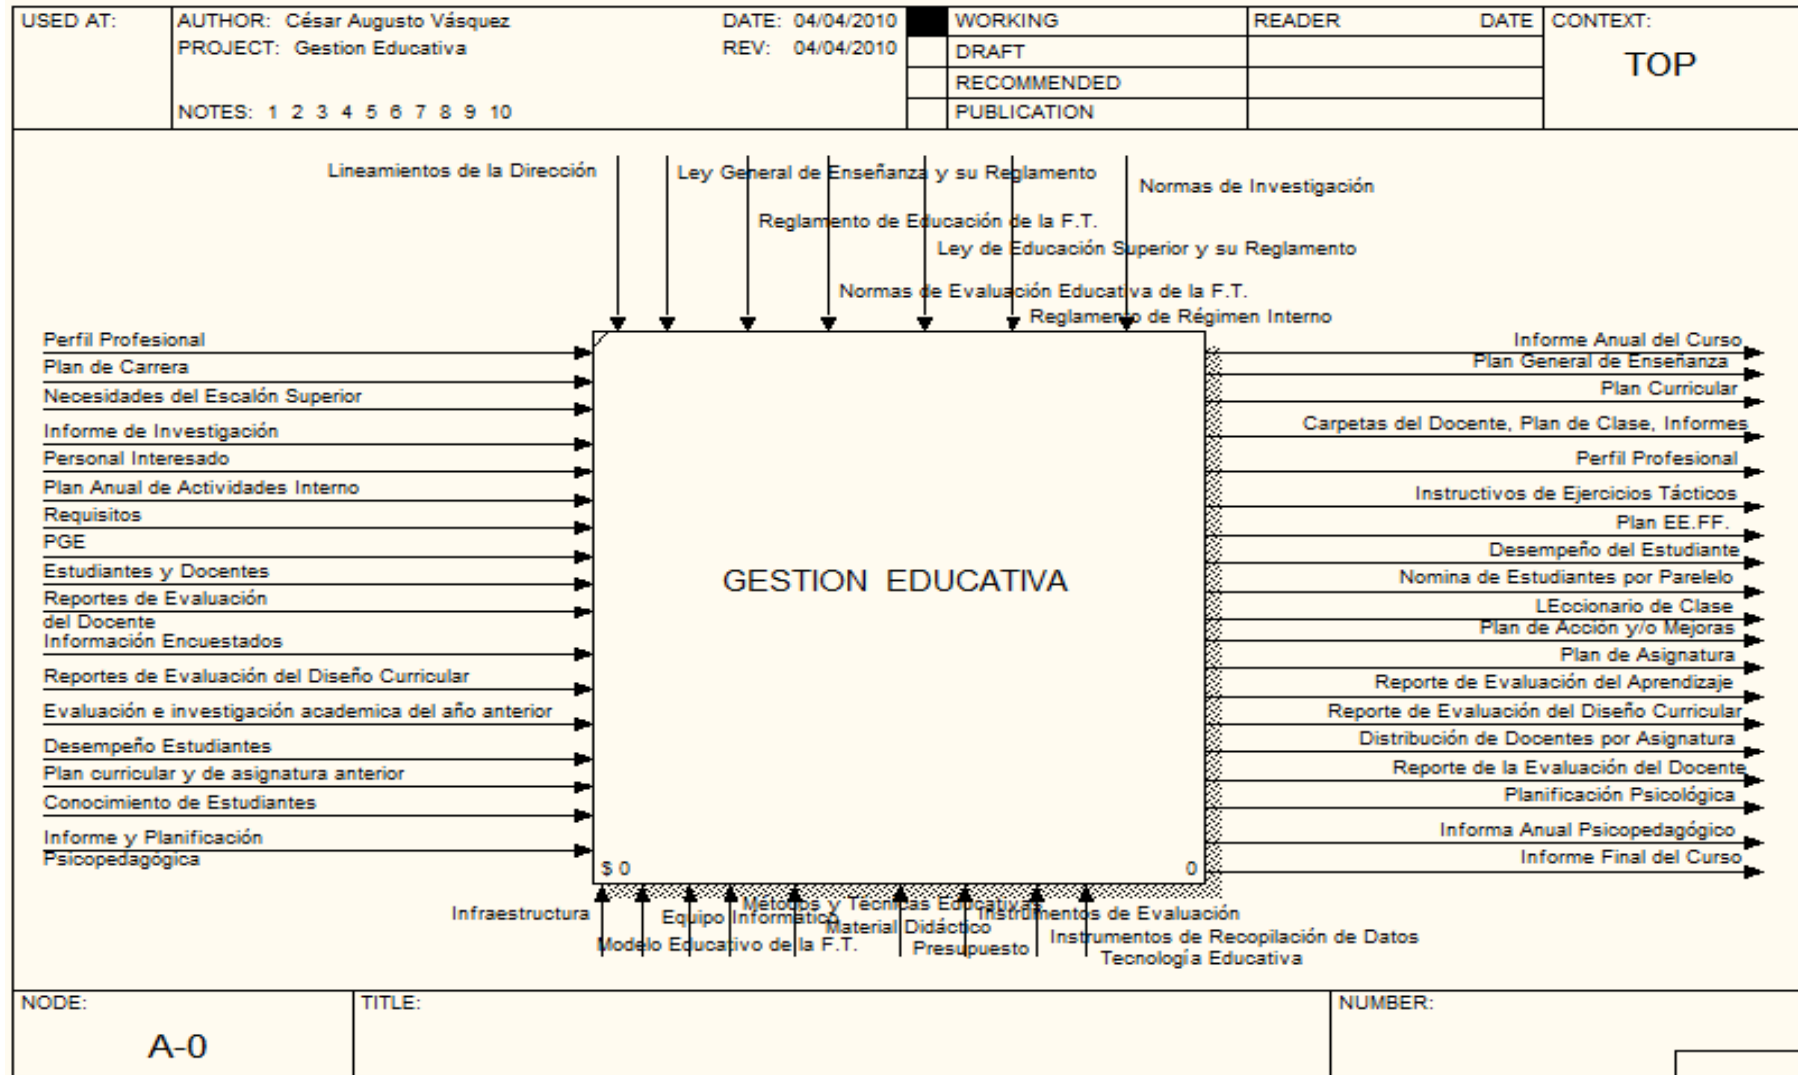 USED AT:
AUTHOR: César Augusto Vásquez
DATE: 04/04/2010
PROJECT: Gestion Educativa
REV: 04/04/2010
NOTES: 1 2 3 4 5 6 7 8 9 10
WORKING
DRAFT
RECOMMENDED
PUBLICATION
READER
DATE
CONTEXT:
TOP
Lineamientos de la Dirección
Ley General de Enseñanza y su Reglamento
Normas de Investigación
Reglamento de Educación de la F.T.
Ley de Educación Superior y su Reglamento
Normas de Evaluación Educativa de la F.T.
Reglamento de Régimen Interno
Perfil Profesional
Plan de Carrera
Necesidades del Escalón Superior
Informe de Investigación
Personal Interesado
Plan Anual de Actividades Interno
Requisitos
PGE
Estudiantes y Docentes
Reportes de Evaluación
del Docente
Información Encuestados
Reportes de Evaluación del Diseño Curricular
Evaluación e investigación academica del año anterior
Desempeño Estudiantes
Plan curricular y de asignatura anterior
Conocimiento de Estudiantes
Informe y Planificación
Psicopedagógica
GESTION EDUCATIVA
$ 0
0
Informe Anual del Curso
Plan General de Enseñanza
Plan Curricular
Carpetas del Docente, Plan de Clase, Informes
Perfil Profesional
Instructivos de Ejercicios Tácticos
Plan EE.FF.
Desempeño del Estudiante
Nomina de Estudiantes por Parelelo
LEccionario de Clase
Plan de Acción y/o Mejoras
Plan de Asignatura
Reporte de Evaluación del Aprendizaje
Reporte de Evaluación del Diseño Curricular
Distribución de Docentes por Asignatura
Reporte de la Evaluación del Docente
Planificación Psicológica
Informa Anual Psicopedagógico
Informe Final del Curso
Infraestructura
Equipo Informático
Métodos y Técnicas Educativas
Instrumentos de Evaluación
Material Didáctico
Modelo Educativo de la F.T.
Presupuesto
Instrumentos de Recopilación de Datos
Tecnología Educativa
NODE:
A-0
TITLE:
NUMBER: